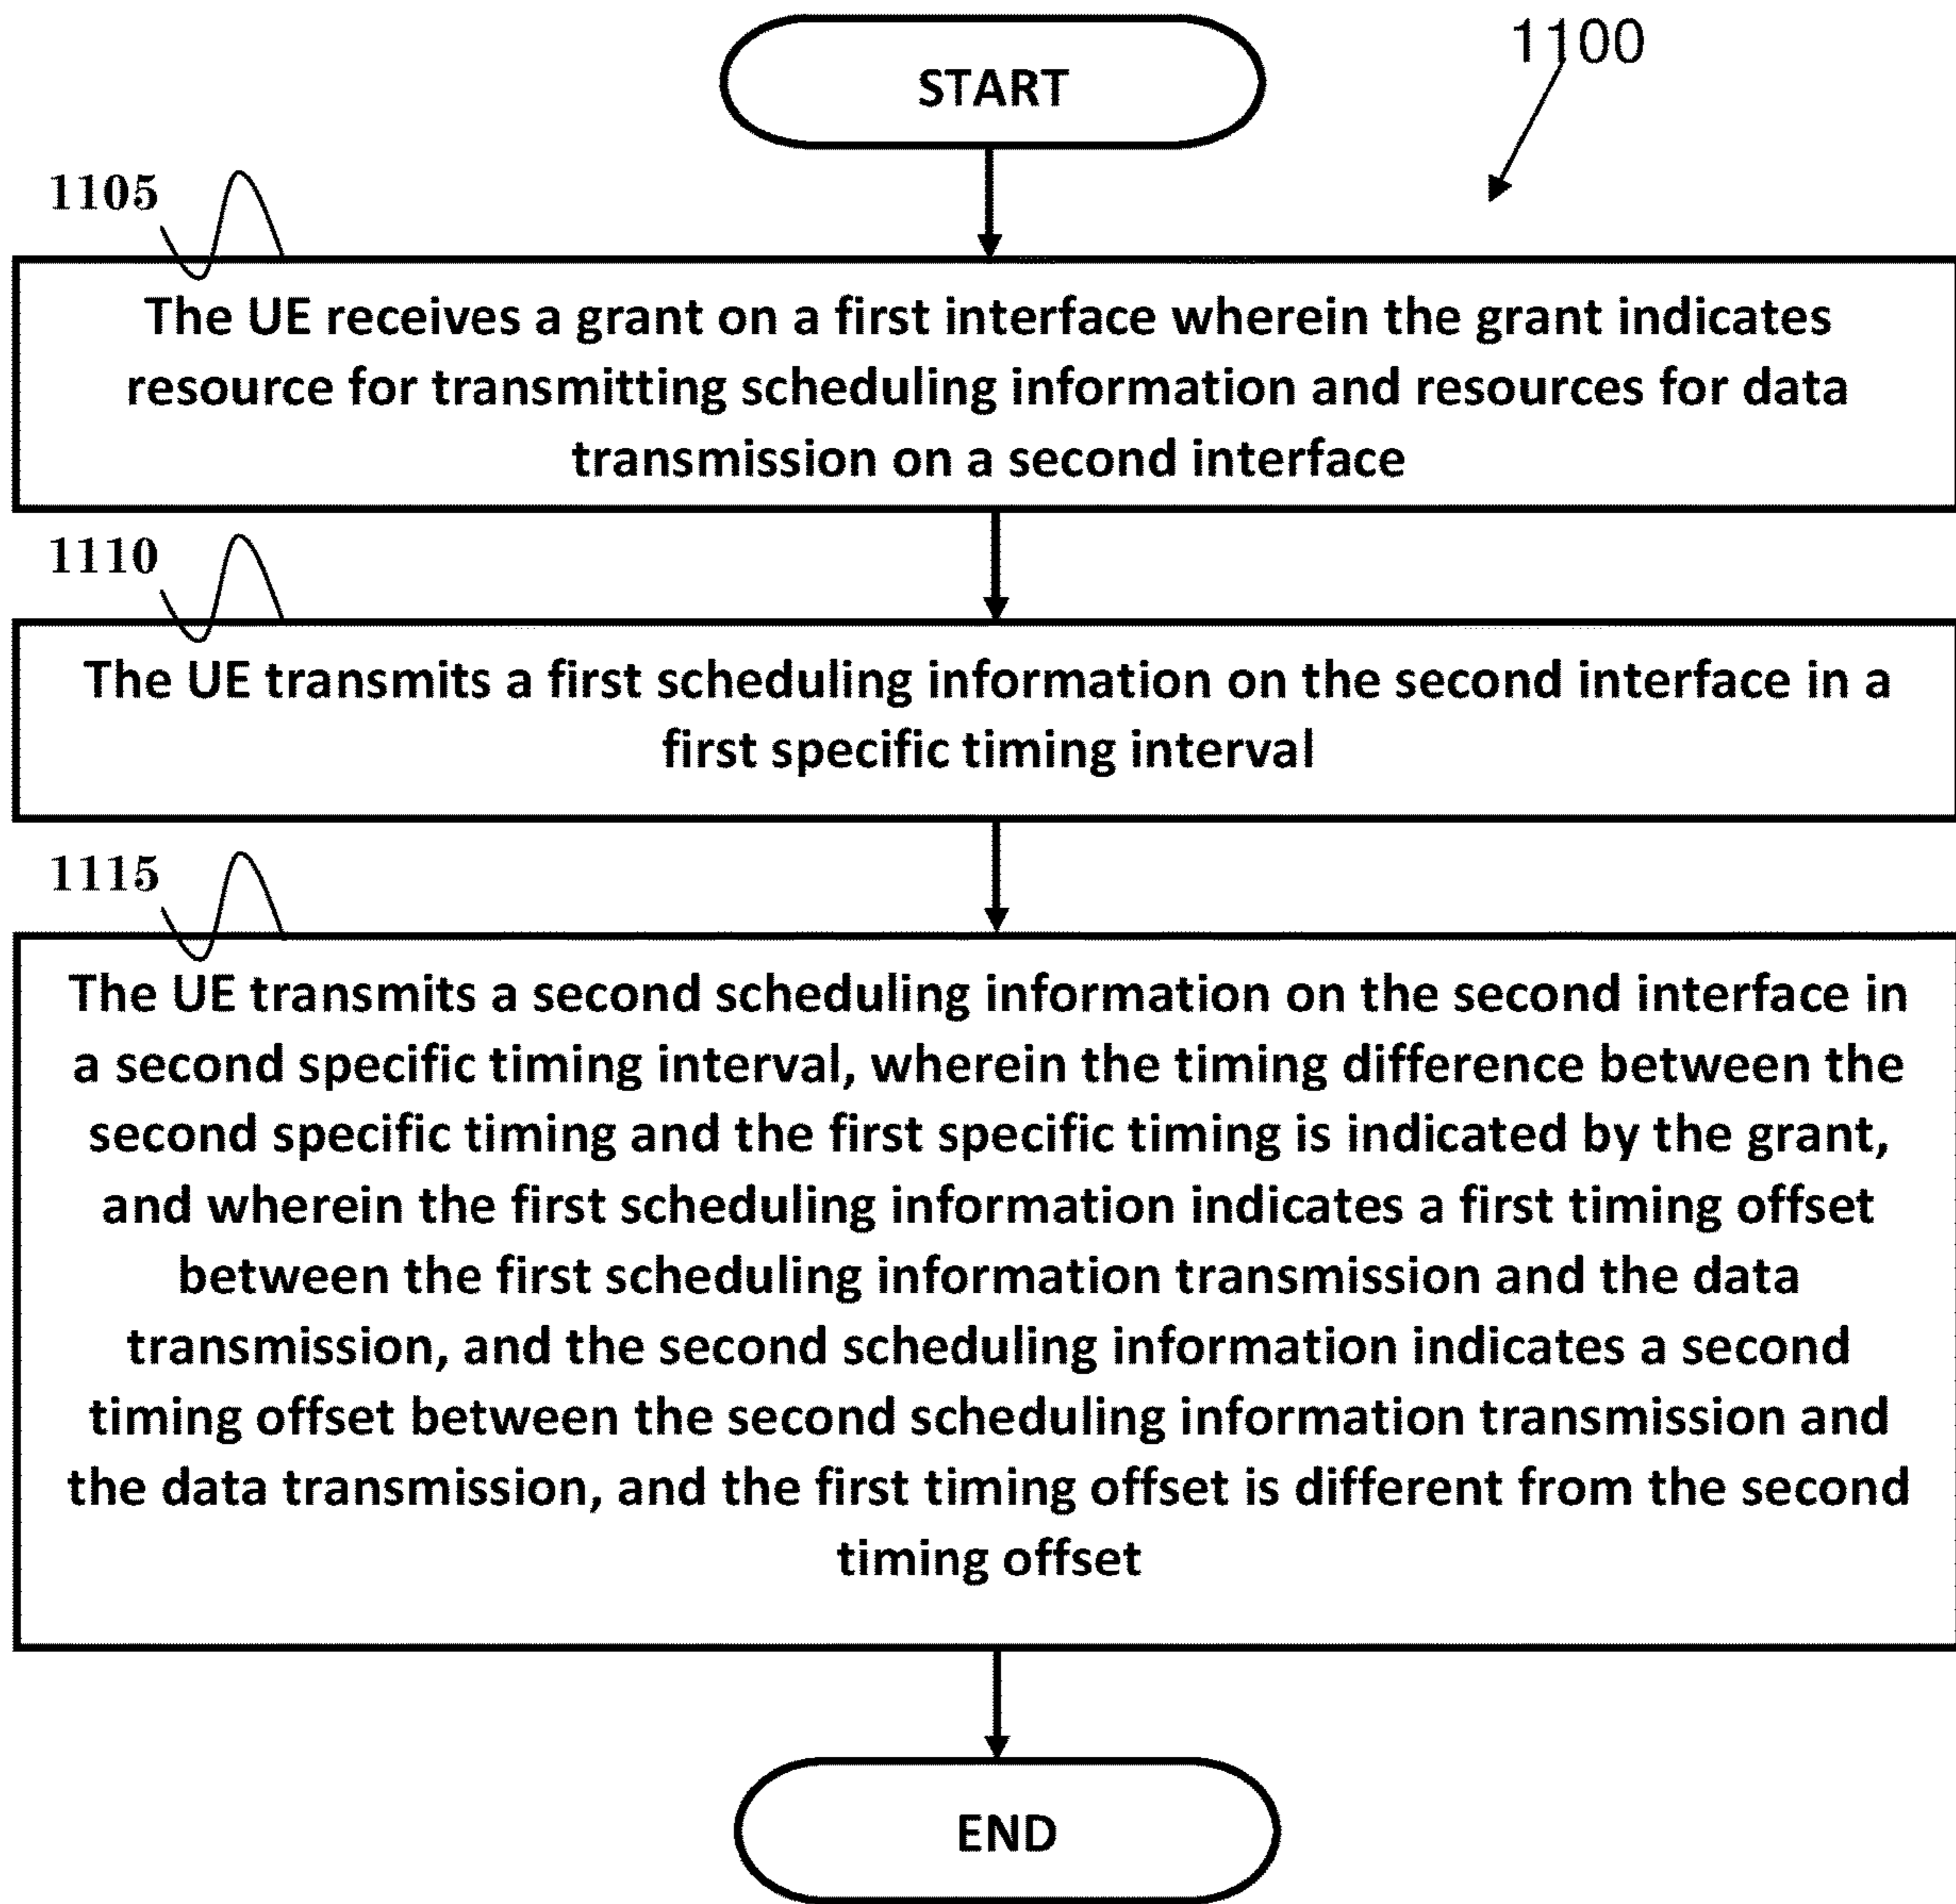 START
1100
1105
The UE receives a grant on a first interface wherein the grant indicates
resource for transmitting scheduling information and resources for data
transmission on a second interface
1110
The UE transmits a first scheduling information on the second interface in a
first specific timing interval
1115
The UE transmits a second scheduling information on the second interface in
a second specific timing interval, wherein the timing difference between the
second specific timing and the first specific timing is indicated by the grant,
and wherein the first scheduling information indicates a first timing offset
between the first scheduling information transmission and the data
transmission, and the second scheduling information indicates a second
timing offset between the second scheduling information transmission and
the data transmission, and the first timing offset is different from the second
timing offset
END